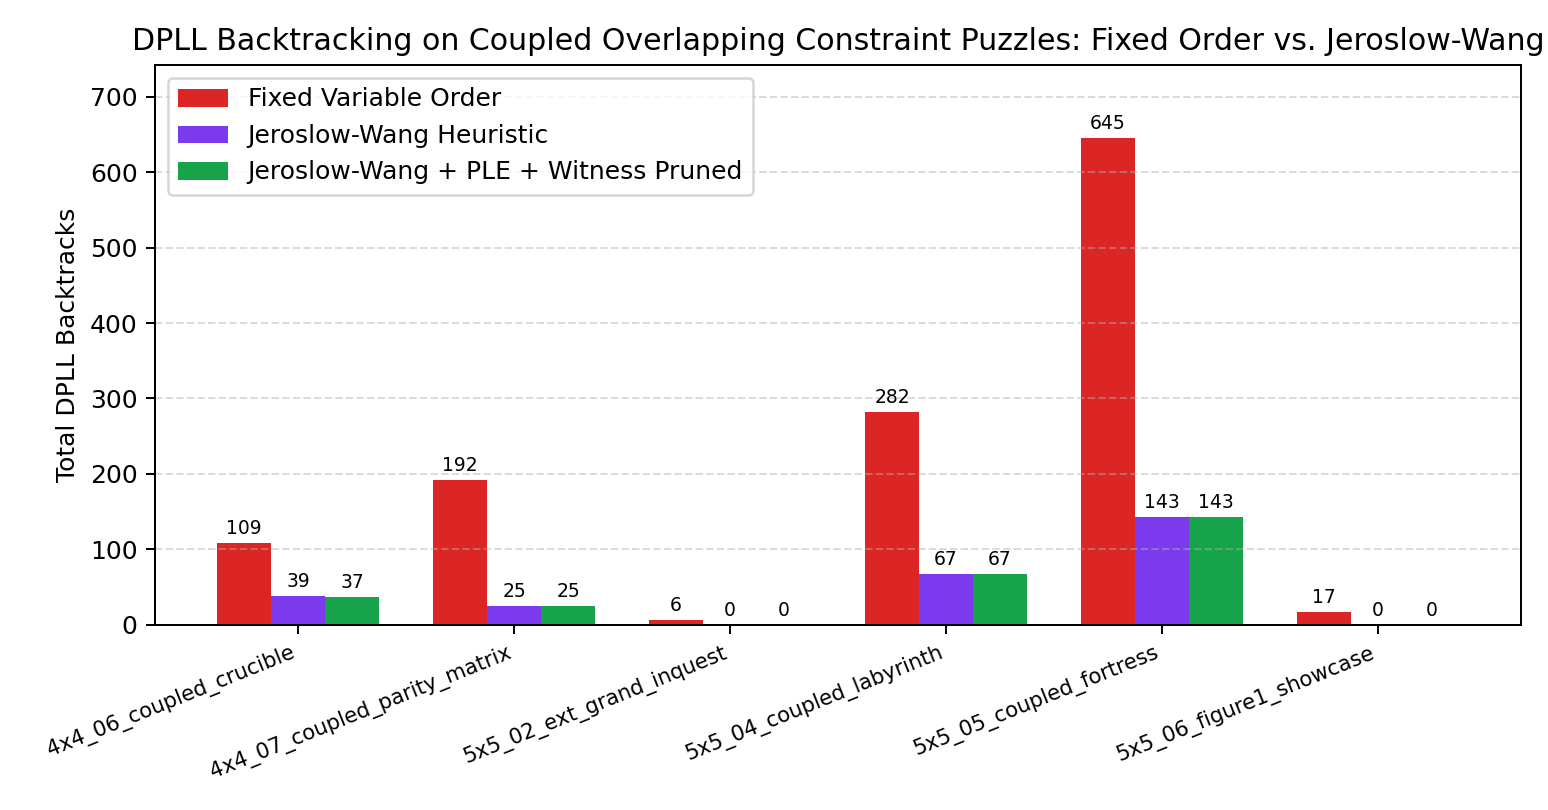 DPLL Backtracking on Coupled Overlapping Constraint Puzzles: Fixed Order vs. Jeroslow-Wang
Fixed Variable Order
Jeroslow-Wang Heuristic
Jeroslow-Wang + PLE + Witness Pruned
Total DPLL Backtracks
700
600
500
400
300
200
100
0
109
39
37
192
25
25
6
0
0
282
67
67
645
143
143
17
0
0
4x4_06_coupled_crucible
4x4_07_coupled_parity_matrix
5x5_02_ext_grand_inquest
5x5_04_coupled_labyrinth
5x5_05_coupled_fortress
5x5_06_figure1_showcase